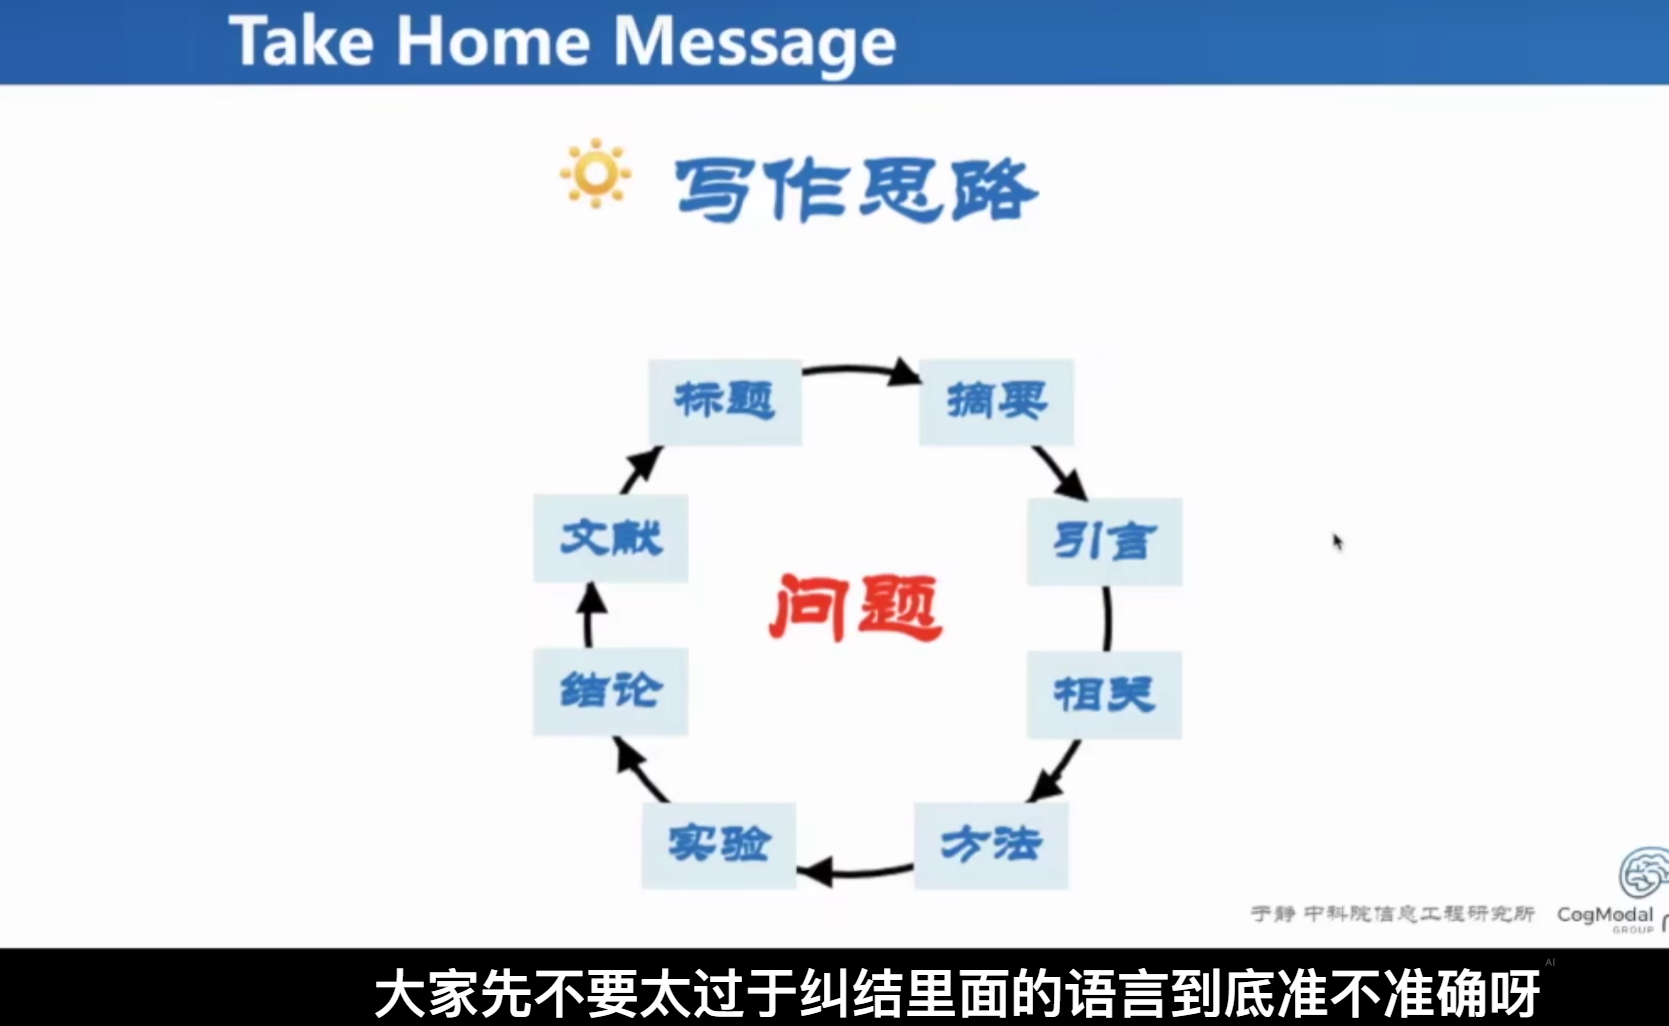 Take Home Message
写作思路
标题
摘要
引言
相关
方法
实验
结论
文献
问题
于静 中科院信息工程研究所
CogModal
GROUP
AI
大家先不要太过于纠结里面的语言到底准不准确呀